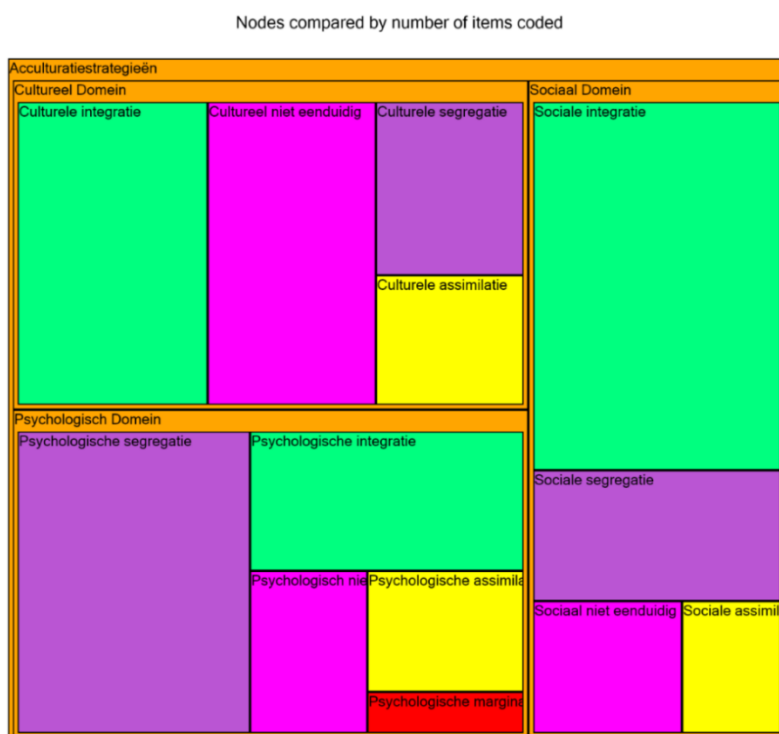 Nodes compared by number of items coded
Acculturatiestrategieën
Cultureel Domein
Culturele integratie
Cultureel niet eenduidig
Culturele segregatie
Culturele assimilatie
Sociaal Domein
Sociale integratie
Sociale segregatie
Sociaal niet eenduidig
Sociale assimil
Psychologisch Domein
Psychologische segregatie
Psychologische integratie
Psychologisch nie
Psychologische assimila
Psychologische margina